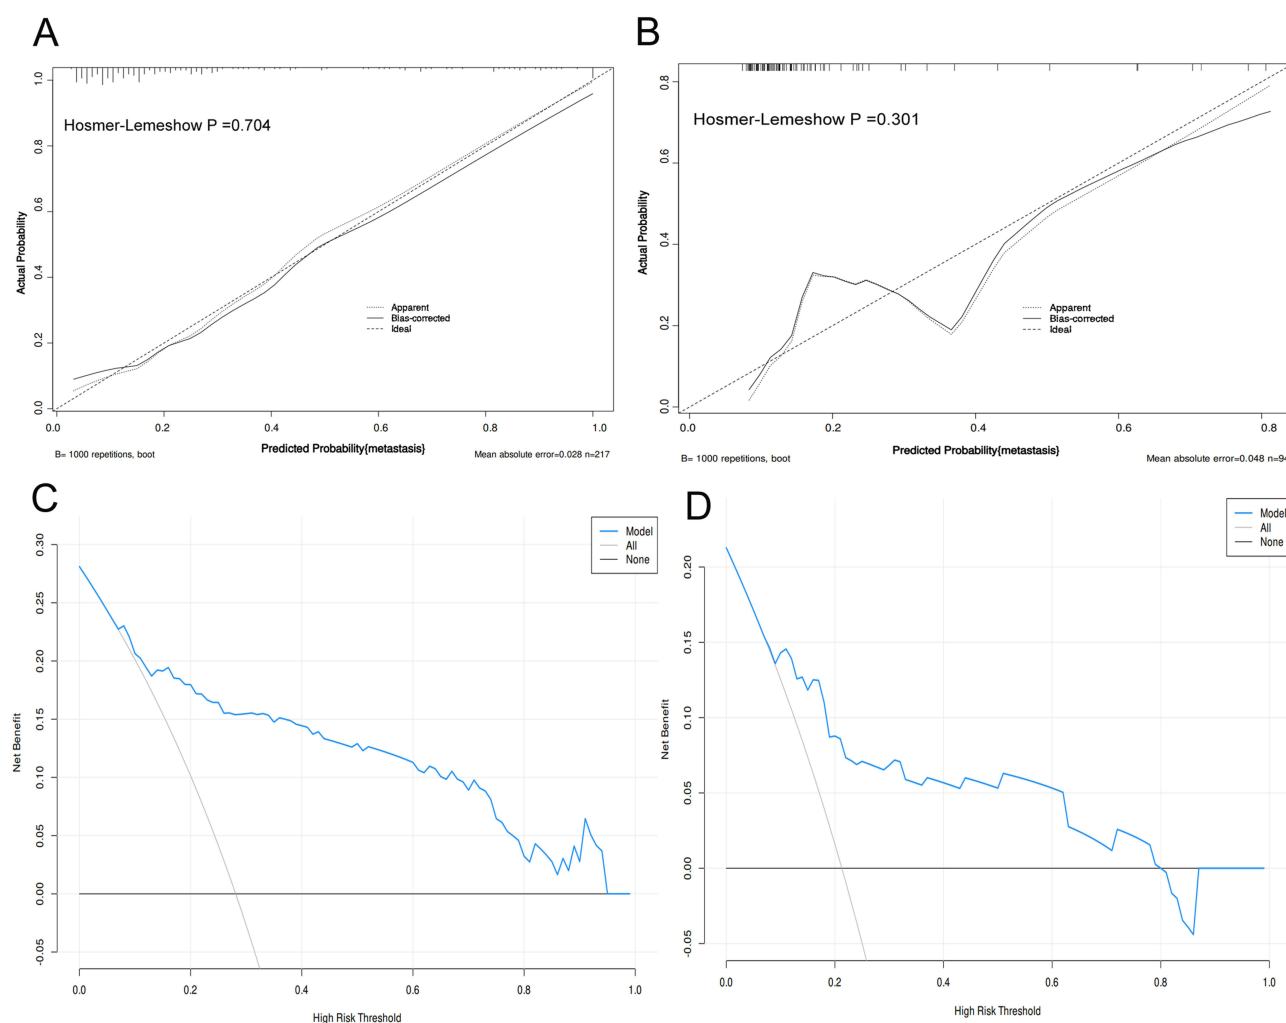 A
Hosmer-Lemeshow P =0.704
Actual Probability
0.0
0.2
0.4
0.6
0.8
1.0
Apparent
Bias-corrected
Ideal
0.0
0.2
0.4
0.6
0.8
1.0
Predicted Probability{metastasis}
B= 1000 repetitions, boot
Mean absolute error=0.028 n=217
B
Hosmer-Lemeshow P =0.301
Actual Probability
0.0
0.2
0.4
0.6
0.8
Apparent
Bias-corrected
Ideal
0.0
0.2
0.4
0.6
0.8
Predicted Probability{metastasis}
B= 1000 repetitions, boot
Mean absolute error=0.048 n=94
C
Model
All
None
Net Benefit
-0.05
0.00
0.05
0.10
0.15
0.20
0.25
0.30
0.0
0.2
0.4
0.6
0.8
1.0
High Risk Threshold
D
Model
All
None
Net Benefit
-0.05
0.00
0.05
0.10
0.15
0.20
0.0
0.2
0.4
0.6
0.8
1.0
High Risk Threshold